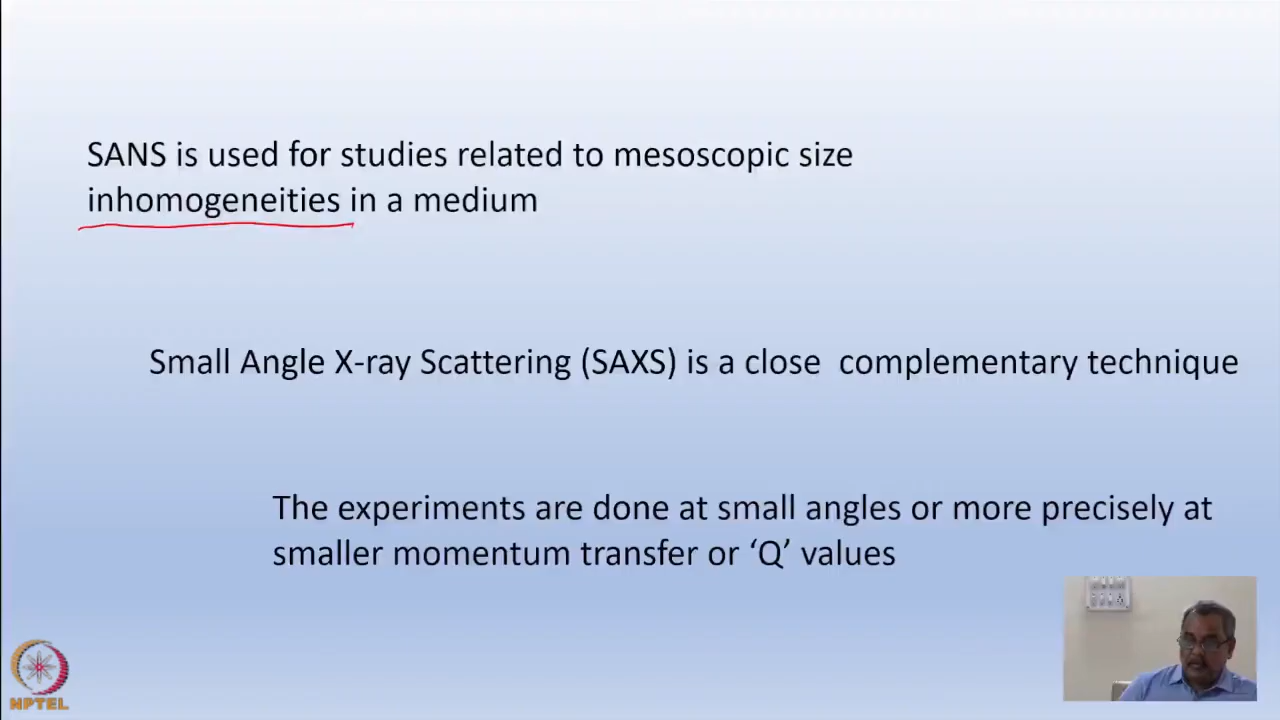 SANS is used for studies related to mesoscopic size
inhomogeneities in a medium
Small Angle X-ray Scattering (SAXS) is a close complementary technique
The experiments are done at small angles or more precisely at
smaller momentum transfer or ‘Q’ values
NPTEL